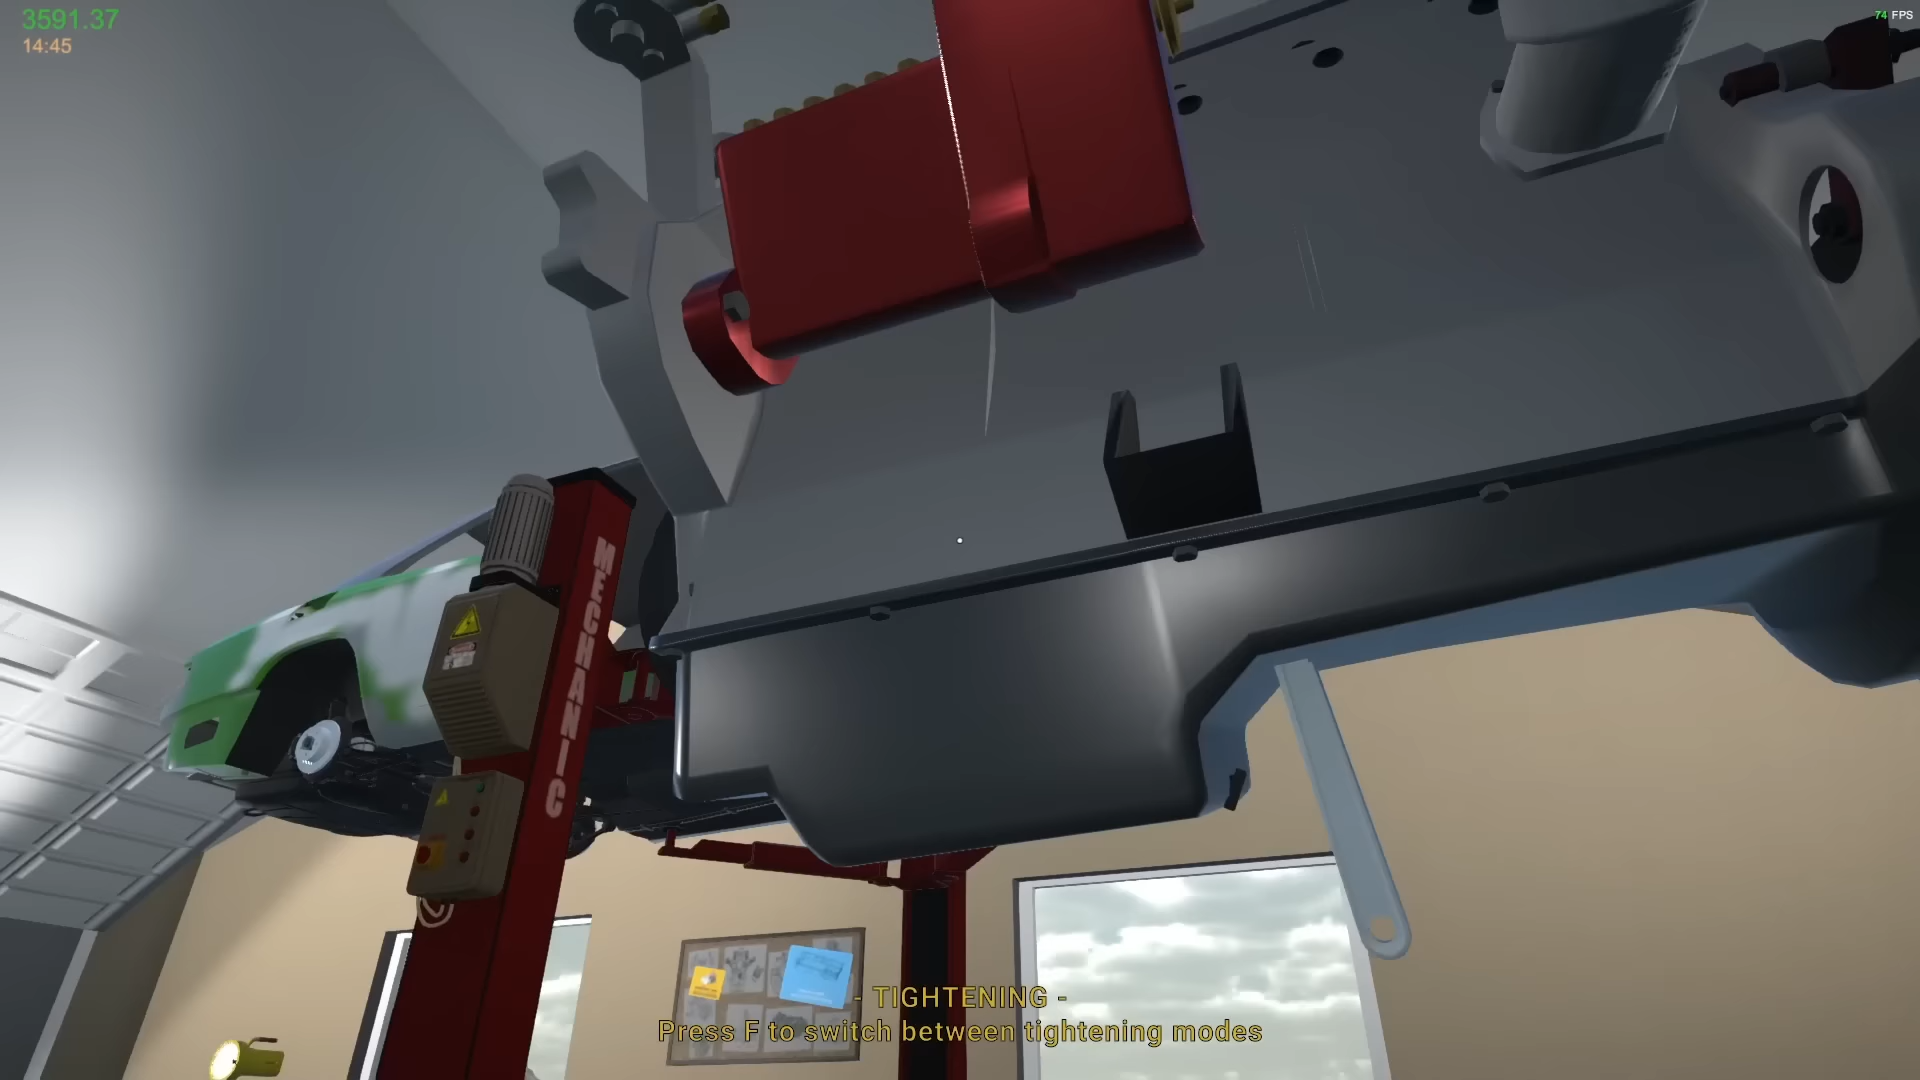 3591.37
14:45
74 FPS
MECHANIC
- TIGHTENING -
Press F to switch between tightening modes